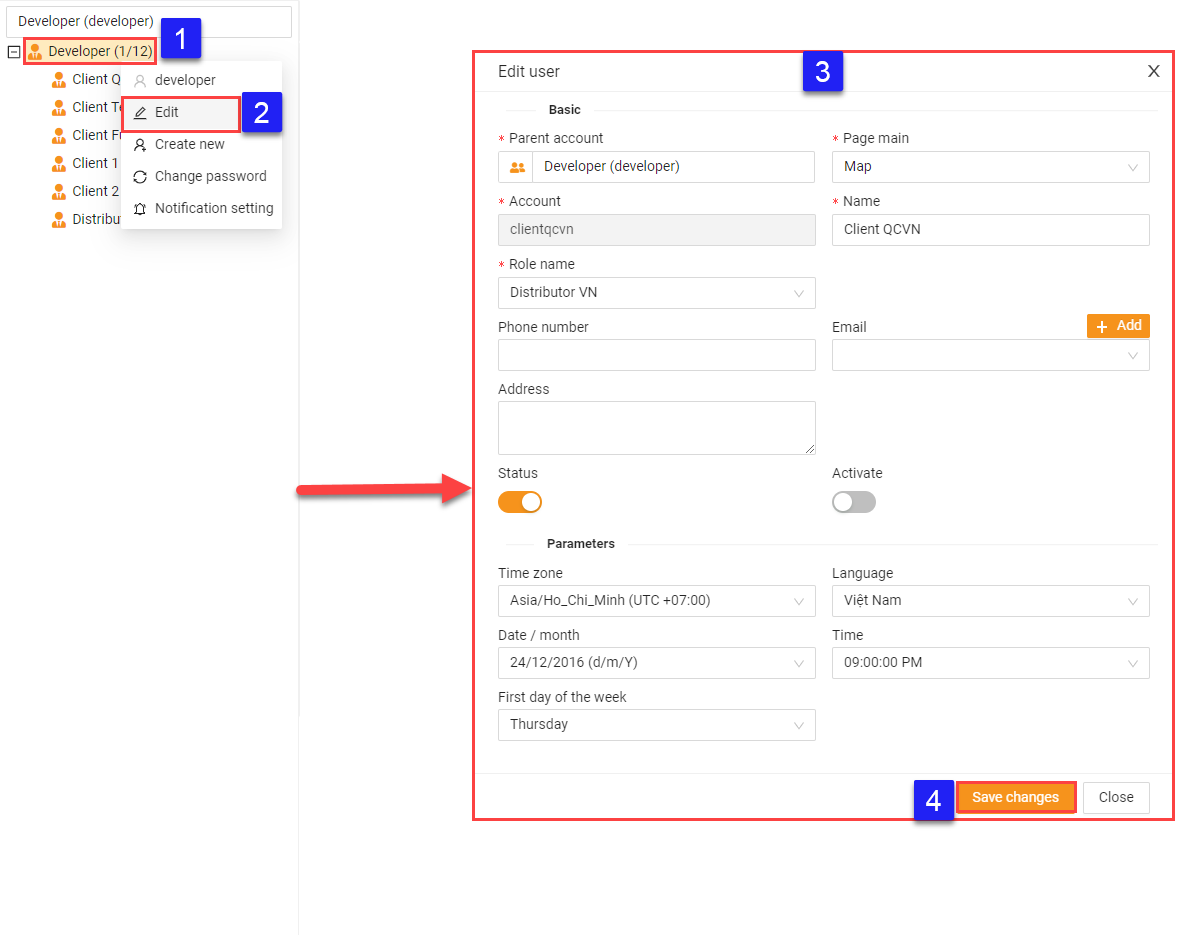 Developer (developer)
1
Developer (1/12)
Client Q
developer
Client
Edit
2
Client
Create new
Client 1
Change password
Client 2
Notification setting
Edit user
3
X
Basic
* Parent account
* Page main
Developer (developer)
Map
* Account
* Name
clientqcvn
Client QCVN
* Role name
Distributor VN
Phone number
Email
+ Add
Address
Status
Activate
Parameters
Time zone
Language
Asia/Ho_Chi_Minh (UTC +07:00)
Việt Nam
Date / month
Time
24/12/2016 (d/m/Y)
09:00:00 PM
First day of the week
Thursday
4
Save changes
Close